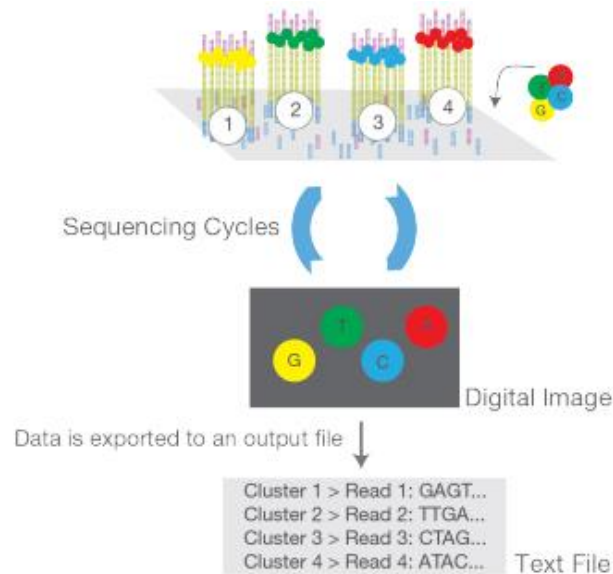 T
A
C
G
1
2
3
4
Sequencing Cycles
T
A
G
C
Digital Image
Data is exported to an output file
Cluster 1 > Read 1: GAGT...
Cluster 2 > Read 2: TTGA...
Cluster 3 > Read 3: CTAG...
Cluster 4 > Read 4: ATAC...
Text File